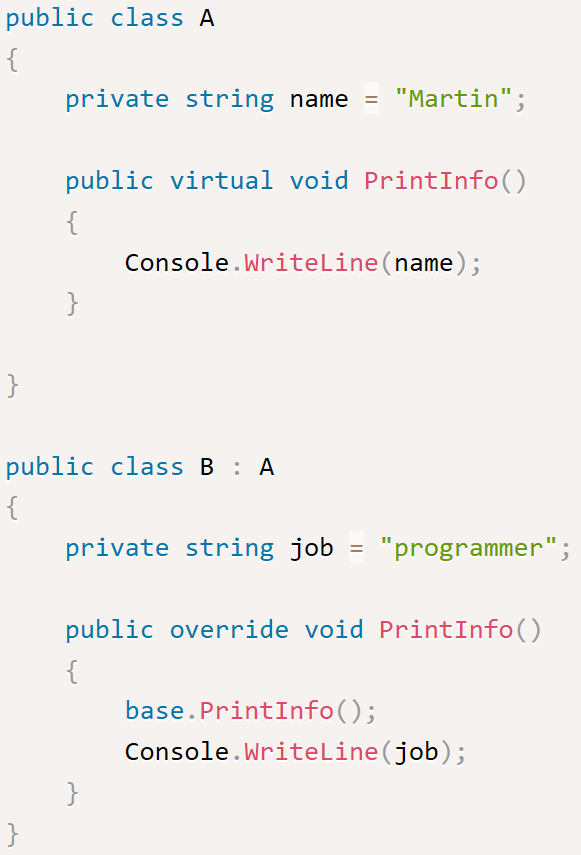 public class A
{
    private string name = "Martin";
    public virtual void PrintInfo()
    {
        Console.WriteLine(name);
    }
}
public class B : A
{
    private string job = "programmer";
    public override void PrintInfo()
    {
        base.PrintInfo();
        Console.WriteLine(job);
    }
}